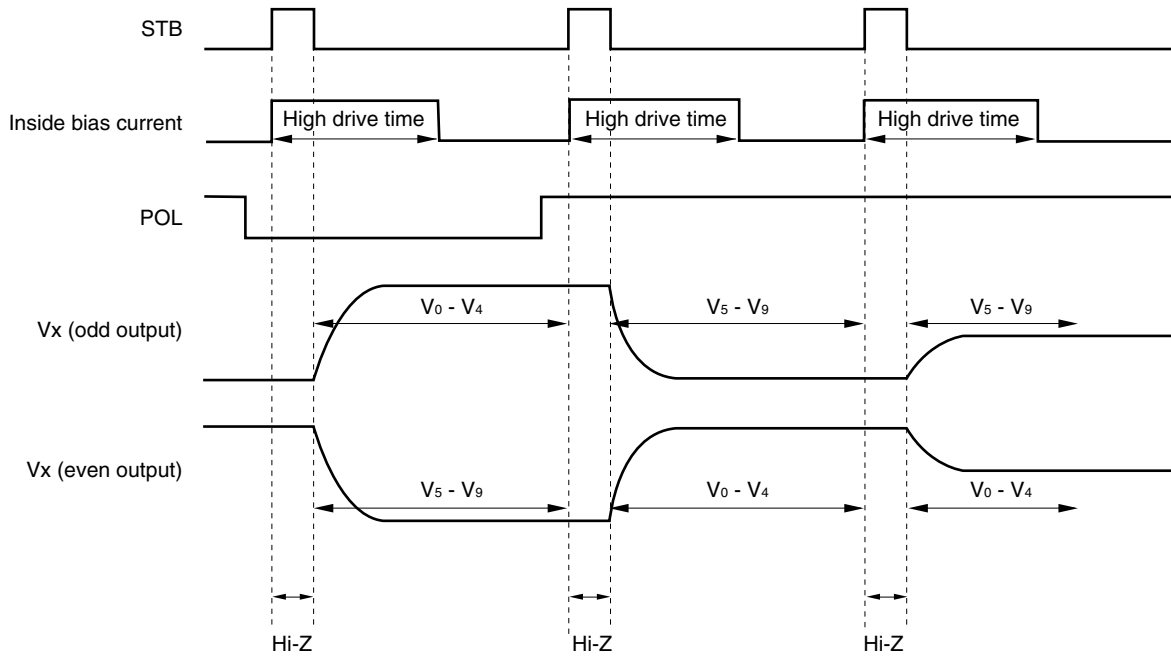 STB
Inside bias current
High drive time
High drive time
High drive time
POL
Vx (odd output)
V0 - V4
V5 - V9
V5 - V9
Vx (even output)
V5 - V9
V0 - V4
V0 - V4
Hi-Z
Hi-Z
Hi-Z